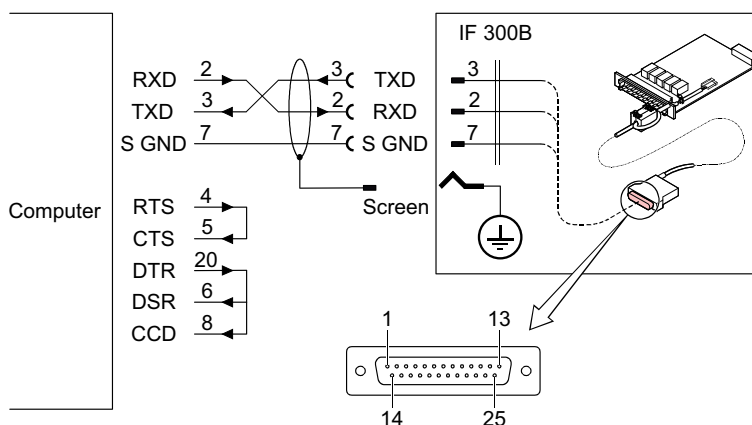 IF 300B
RXD 2 3 TXD 3
TXD 3 2 RXD 2
S GND 7 7 S GND 7
Computer
Screen
RTS 4
CTS 5
DTR 20
DSR 6
CCD 8
1 13
14 25